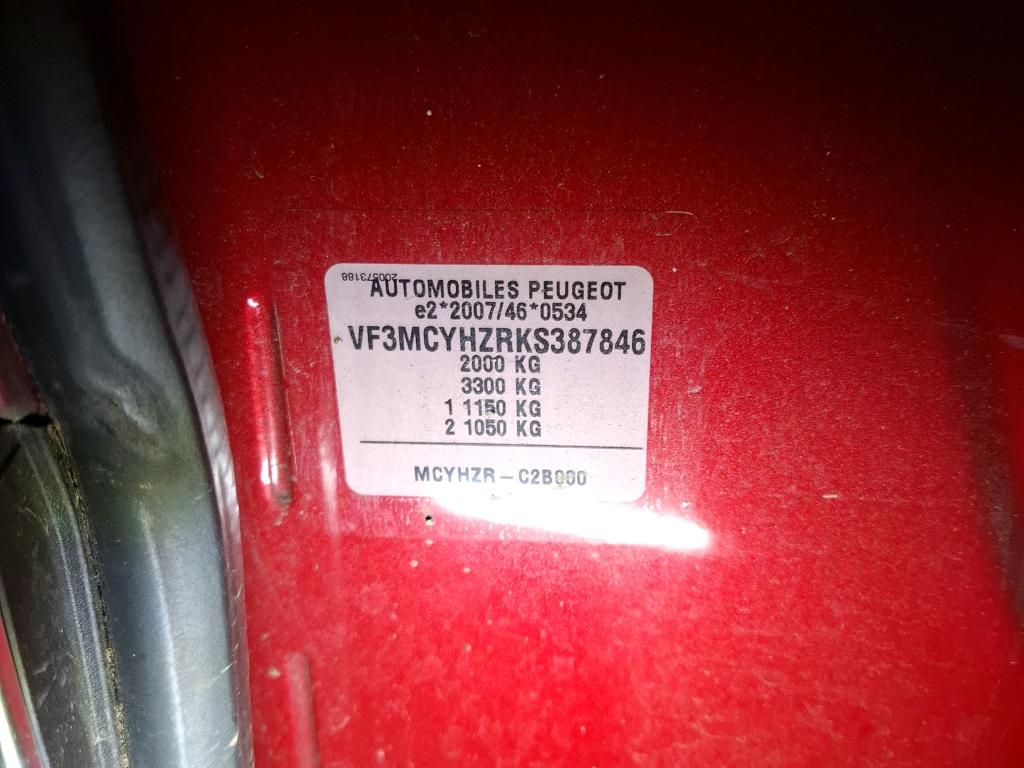 200573188
AUTOMOBILES PEUGEOT
e2*2007/46*0534
VF3MCYHZRKS387846
2000 KG
3300 KG
1 1150 KG
2 1050 KG
MCYHZR - C2B000